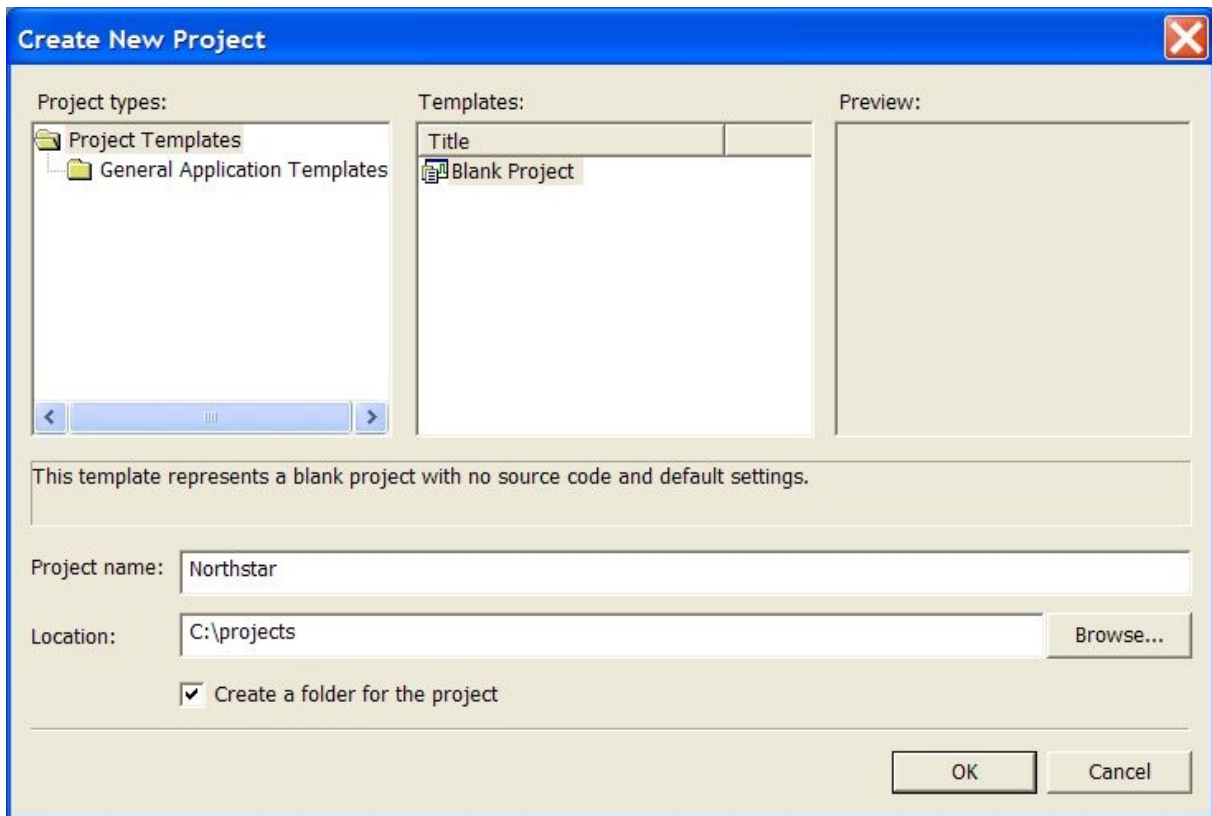 Create New Project
Project types:
Templates:
Preview:
Project Templates
General Application Templates
Title
Blank Project
This template represents a blank project with no source code and default settings.
Project name:
Northstar
Location:
C:\projects
Browse...
Create a folder for the project
OK
Cancel